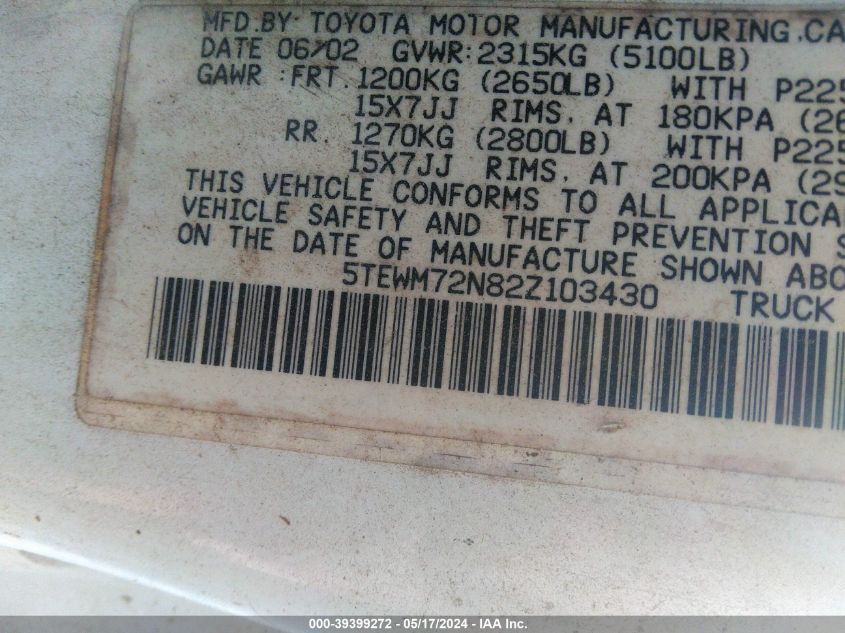 MFD.BY: TOYOTA MOTOR MANUFACTURING,CA
DATE 06/02 GVWR:2315KG (5100LB)
GAWR :FRT. 1200KG (2650LB) WITH P225
15X7JJ RIMS, AT 180KPA (26
RR 1270KG (2800LB) WITH P225
15X7JJ RIMS, AT 200KPA (29
THIS VEHICLE CONFORMS TO ALL APPLICA
VEHICLE SAFETY AND THEFT PREVENTION S
ON THE DATE OF MANUFACTURE SHOWN ABO
5TEWM72N82Z103430 TRUCK
000-39399272 - 05/17/2024 - IAA Inc.